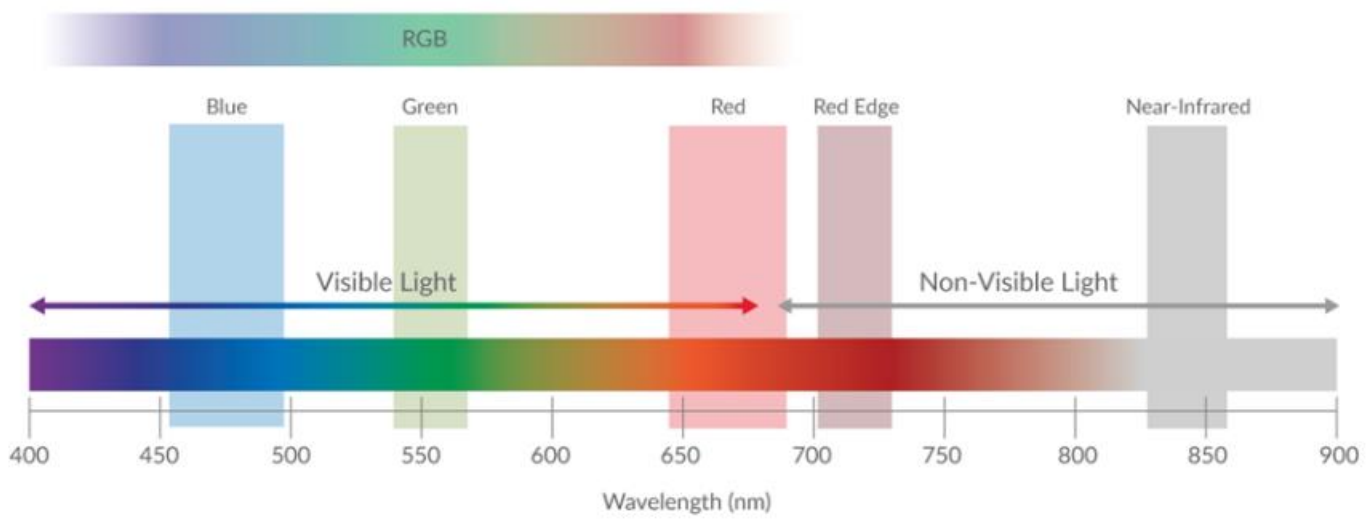 RGB
Blue Green Red Red Edge Near-Infrared
Visible Light Non-Visible Light
400 450 500 550 600 650 700 750 800 850 900
Wavelength (nm)